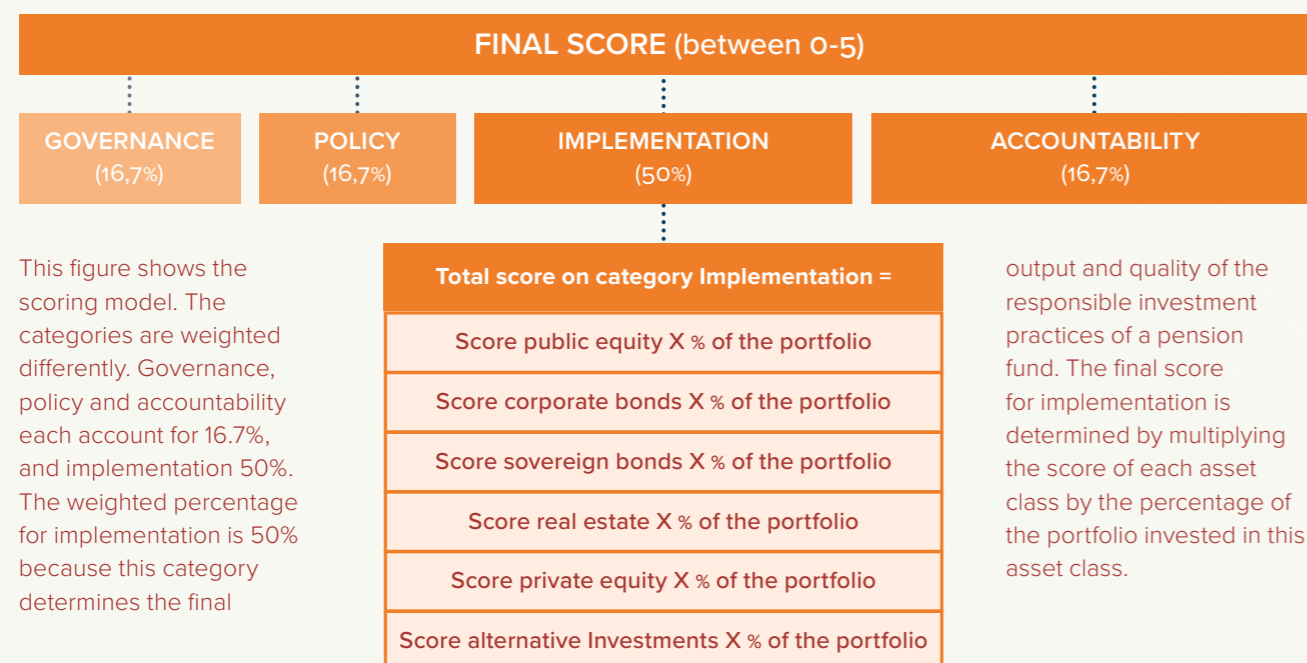 FINAL SCORE (between 0-5)
GOVERNANCE
(16,7%)
POLICY
(16,7%)
IMPLEMENTATION
(50%)
ACCOUNTABILITY
(16,7%)
This figure shows the
scoring model. The
categories are weighted
differently. Governance,
policy and accountability
each account for 16.7%,
and implementation 50%.
The weighted percentage
for implementation is 50%
because this category
determines the final
output and quality of the
responsible investment
practices of a pension
fund. The final score
for implementation is
determined by multiplying
the score of each asset
class by the percentage of
the portfolio invested in this
asset class.
Total score on category Implementation =
Score public equity X % of the portfolio
Score corporate bonds X % of the portfolio
Score sovereign bonds X % of the portfolio
Score real estate X % of the portfolio
Score private equity X % of the portfolio
Score alternative Investments X % of the portfolio